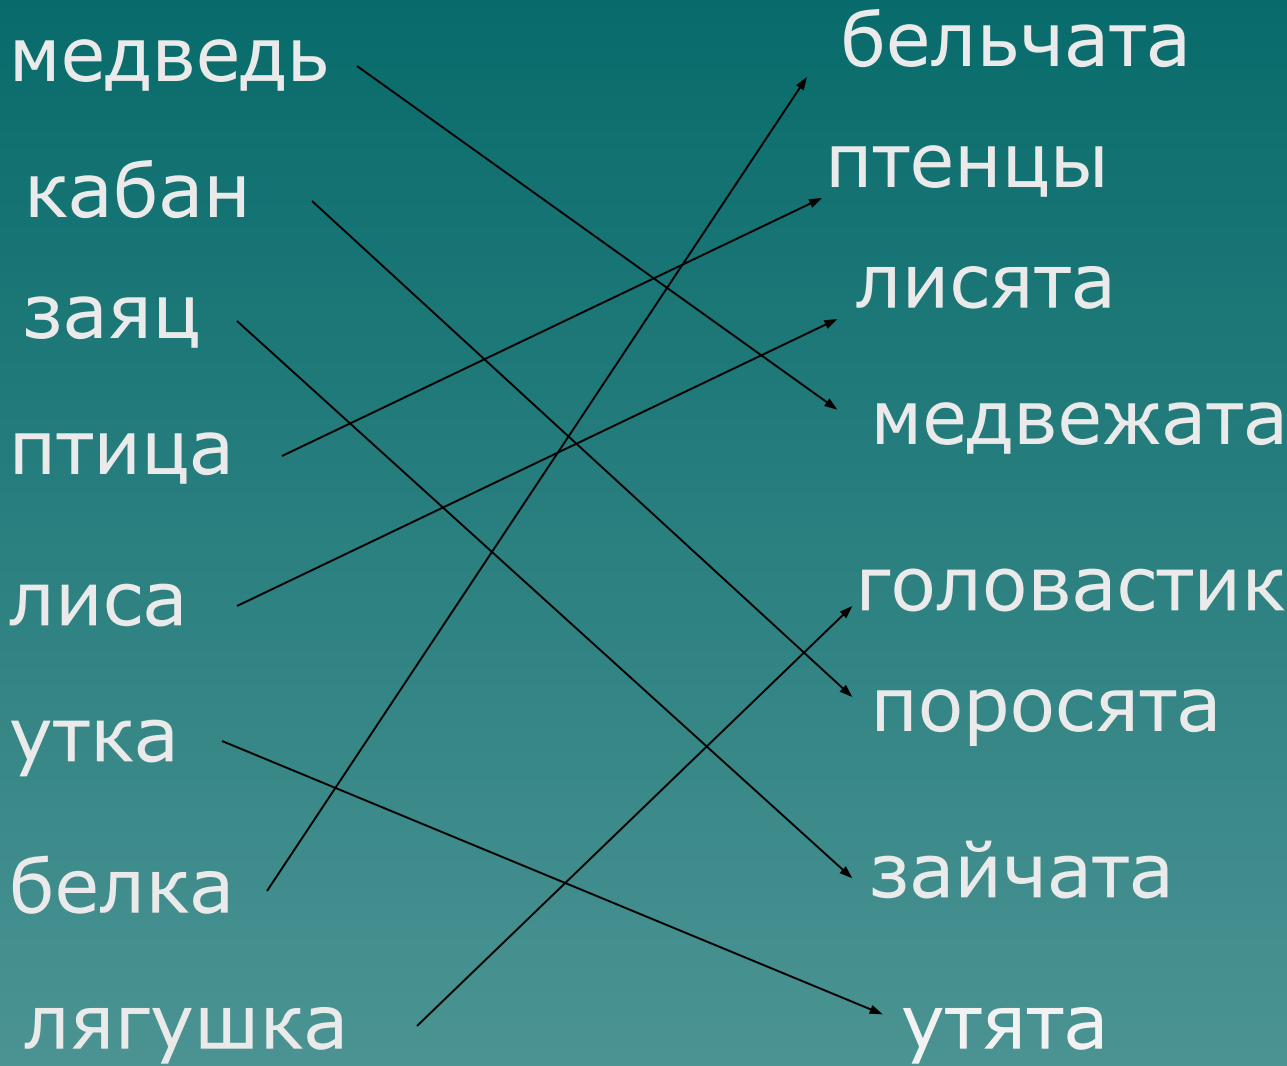 медведь
кабан
заяц
птица
лиса
утка
белка
лягушка
бельчата
птенцы
лисята
медвежата
головастик
поросята
зайчата
утята